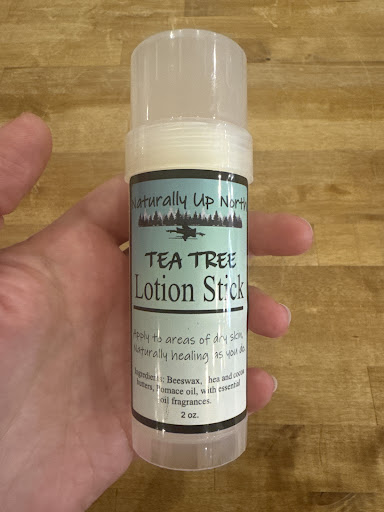 Naturally Up North
TEA TREE
Lotion Stick
Apply to areas of dry skin,
Naturally healing as you do.
Ingredients: Beeswax, hea and cocoa
butters, pomace oil, with essential
oil fragrances.
2 oz.